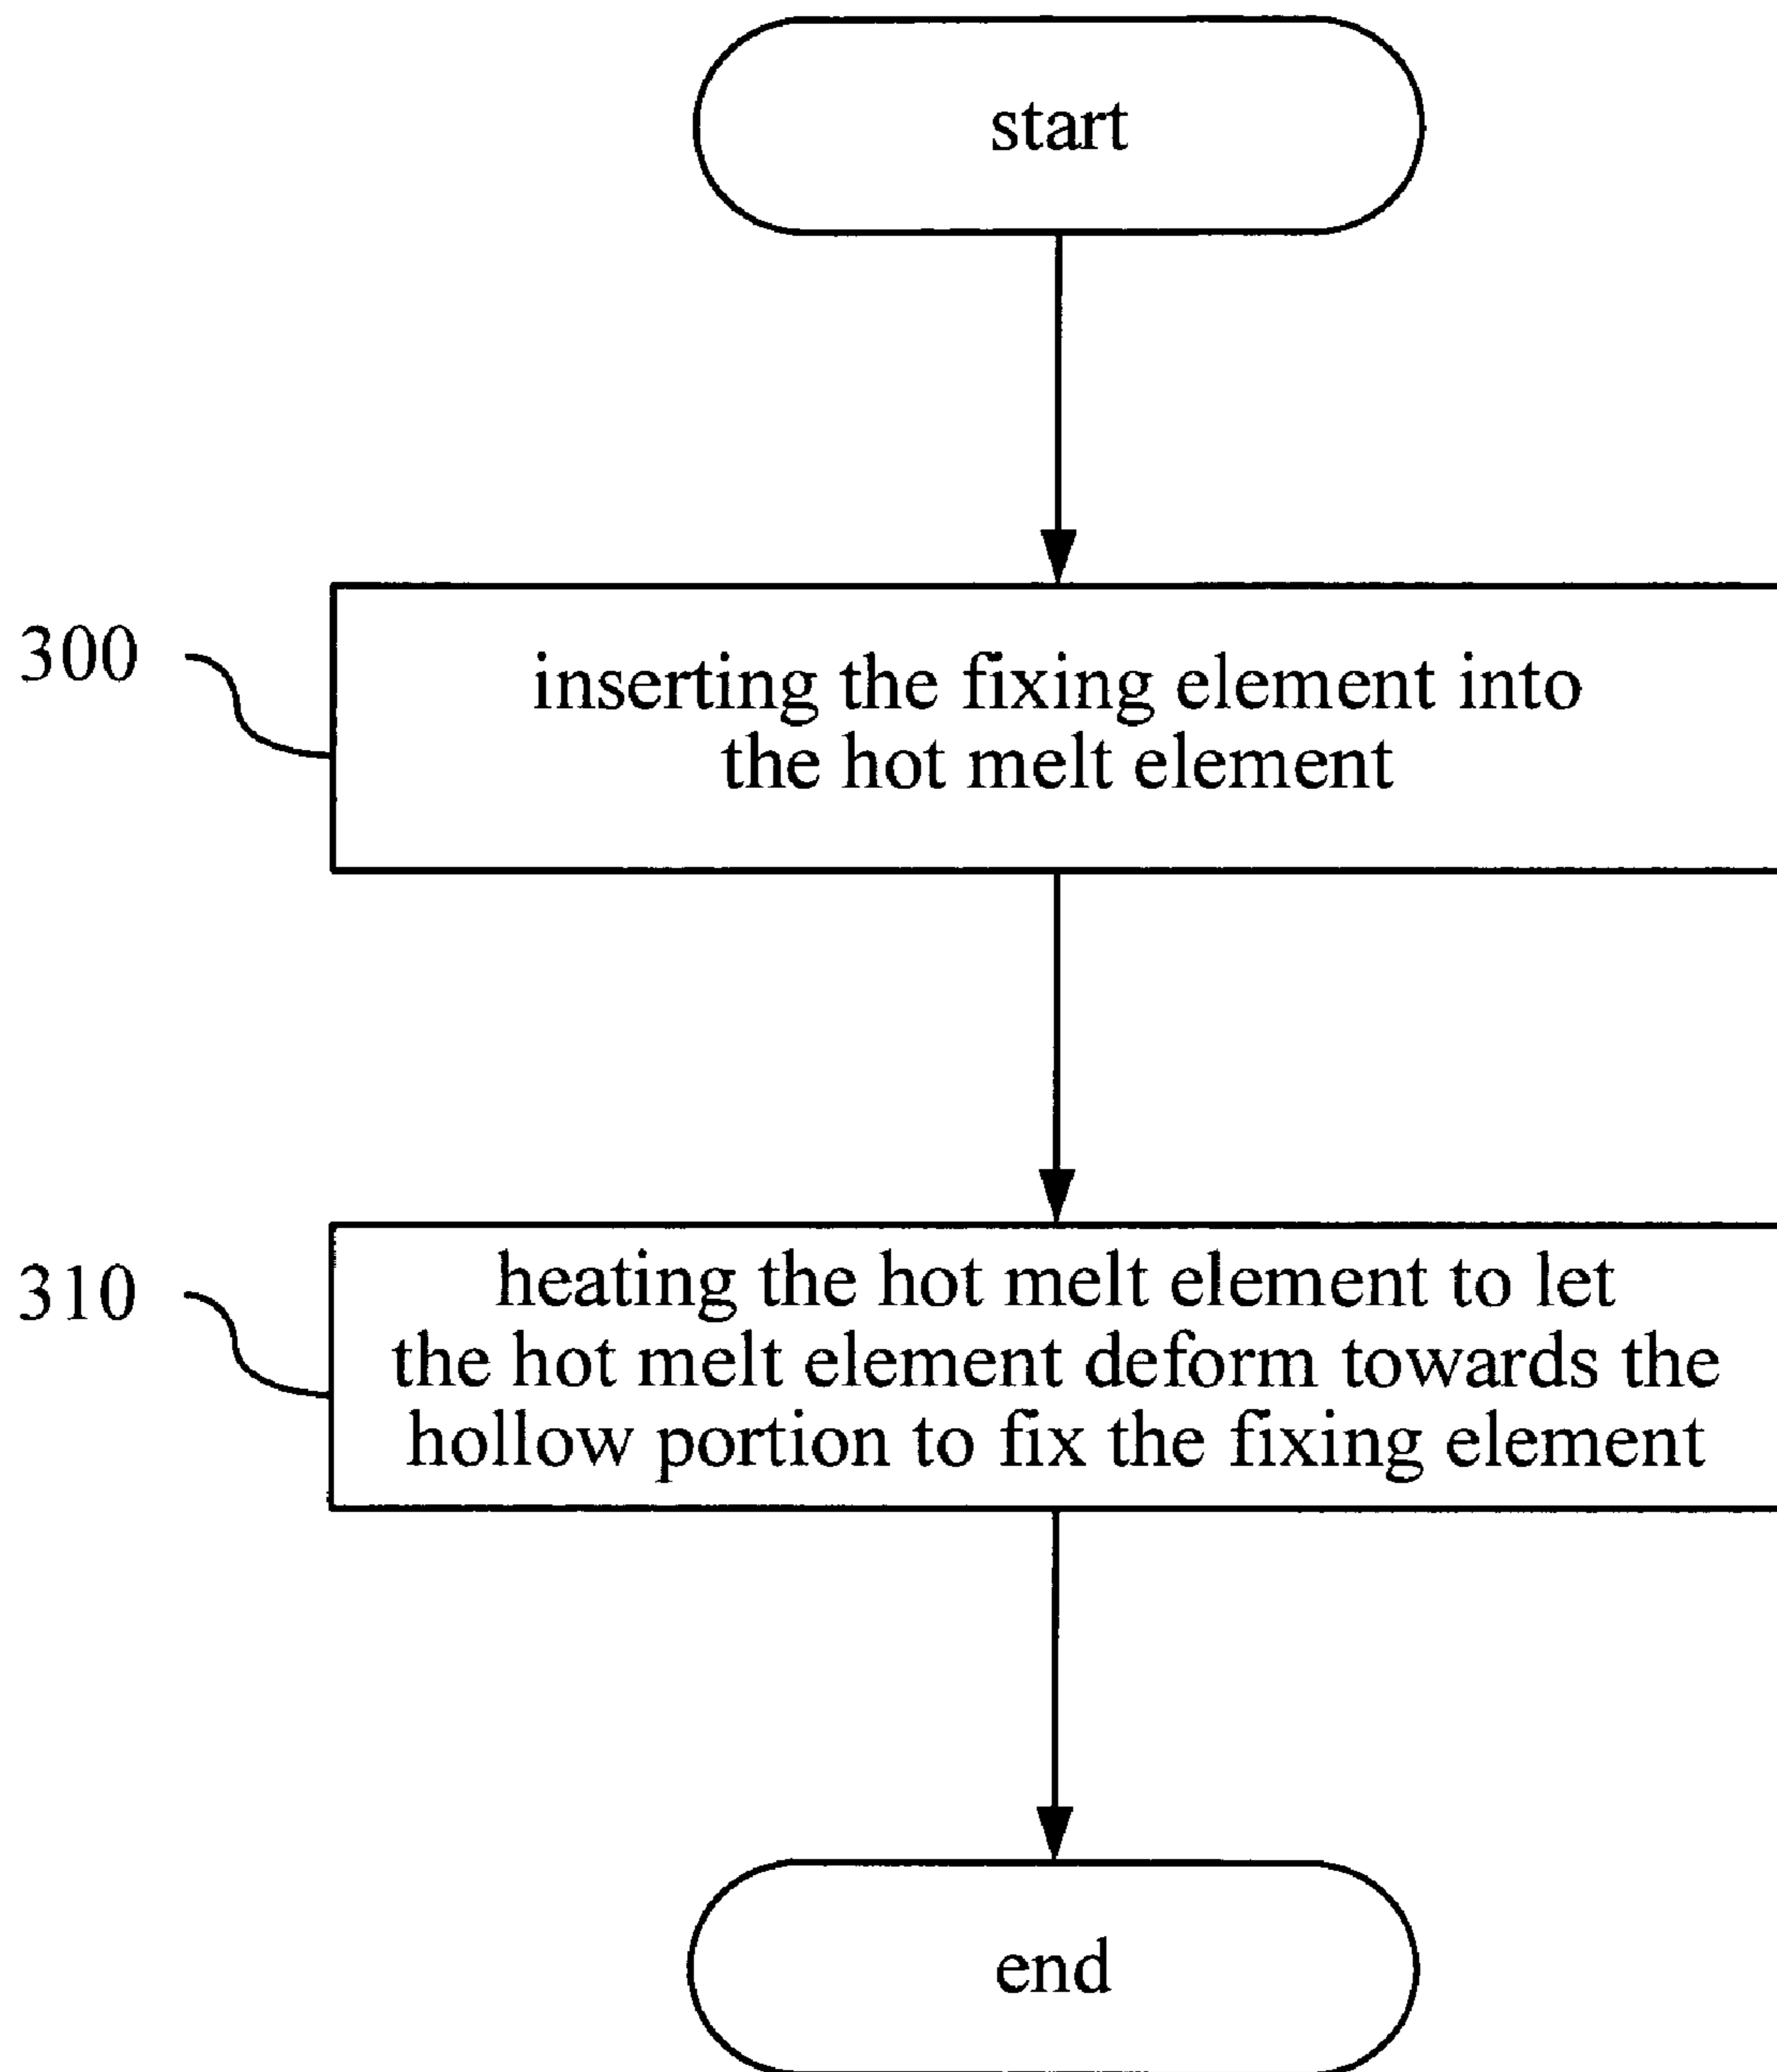 start
300
inserting the fixing element into
the hot melt element
310
heating the hot melt element to let
the hot melt element deform towards the
hollow portion to fix the fixing element
end